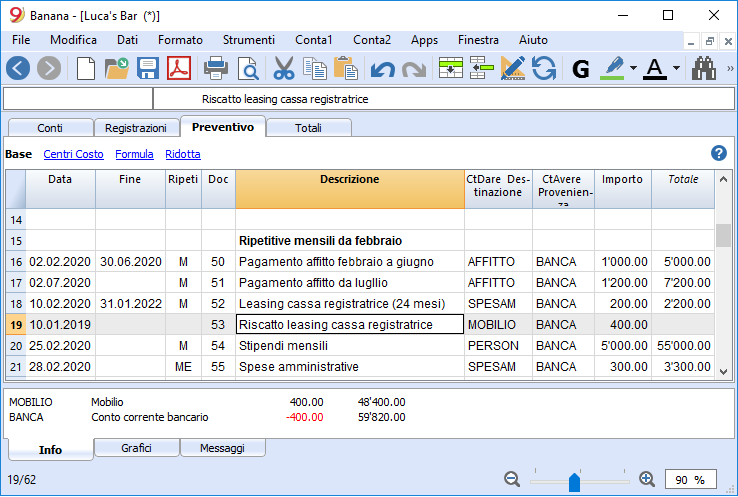 Banana - [Luca's Bar (*)]
File Modifica Dati Formato Strumenti Conta1 Conta2 Apps Finestra Aiuto
G A »
Riscatto leasing cassa registratrice
Conti Registrazioni Preventivo Totali
Base Centri Costo Formula Ridotta ?
Data Fine Ripeti Doc Descrizione CtDare Des- CtAvere Importo Totale
tinazione Provenien-
za
14
15 Ripetitive mensili da febbraio
16 02.02.2020 30.06.2020 M 50 Pagamento affitto febbraio a giugno AFFITTO BANCA 1'000.00 5'000.00
17 02.07.2020 M 51 Pagamento affitto da lugllio AFFITTO BANCA 1'200.00 7'200.00
18 10.02.2020 31.01.2022 M 52 Leasing cassa registratrice (24 mesi) SPESAM BANCA 200.00 2'200.00
19 10.01.2019 53 Riscatto leasing cassa registratrice MOBILIO BANCA 400.00
20 25.02.2020 M 54 Stipendi mensili PERSON BANCA 5'000.00 55'000.00
21 28.02.2020 ME 55 Spese amministrative SPESAM BANCA 300.00 3'300.00
MOBILIO Mobilio 400.00 48'400.00
BANCA Conto corrente bancario -400.00 59'820.00
Info Grafici Messaggi
19/62 90 %